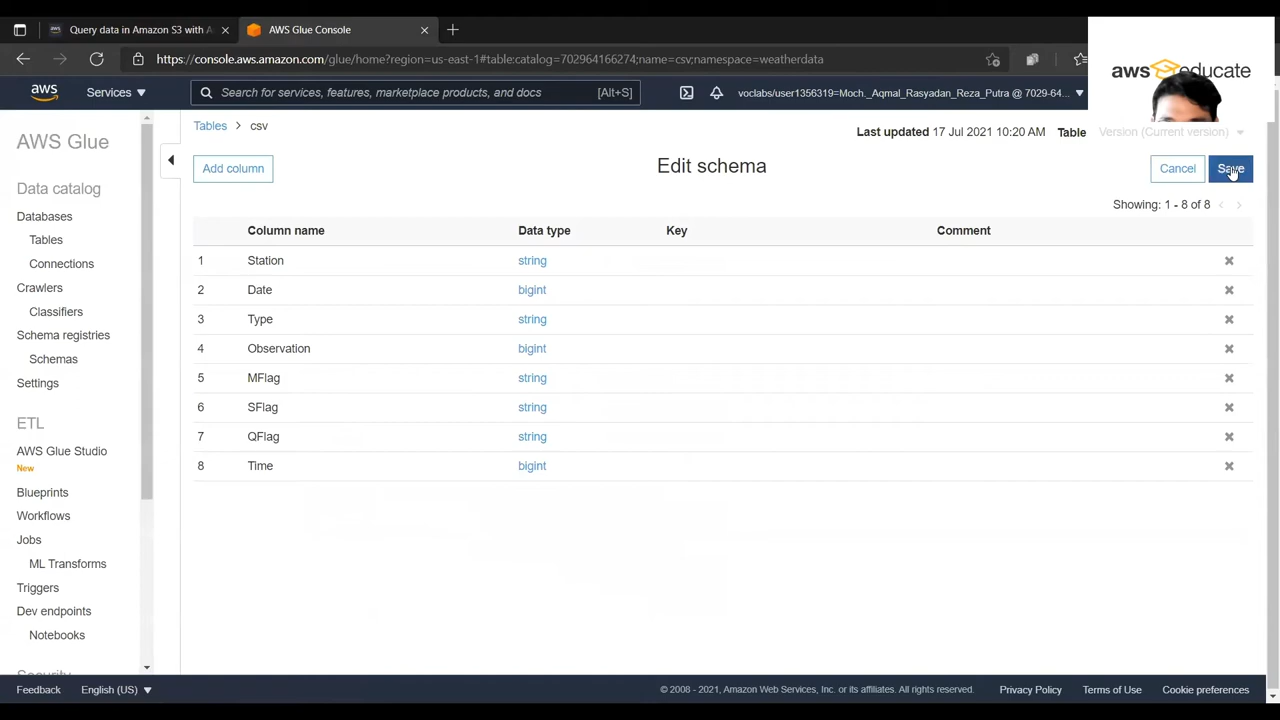 Query data in Amazon S3 with A
AWS Glue Console
https://console.aws.amazon.com/glue/home?region=us-east-1#table:catalog=702964166274;name=csv;namespace=weatherdata
aws educate
aws
Services
Search for services, features, marketplace products, and docs
[Alt+S]
voclabs/user1356319=Moch._Aqmal_Rasyadan_Reza_Putra @ 7029-64...
AWS Glue
Data catalog
Databases
Tables
Connections
Crawlers
Classifiers
Schema registries
Schemas
Settings
ETL
AWS Glue Studio
New
Blueprints
Workflows
Jobs
ML Transforms
Triggers
Dev endpoints
Notebooks
Security
Tables > csv
Last updated 17 Jul 2021 10:20 AM Table Version (Current version)
Add column
Edit schema
Cancel
Save
Showing: 1 - 8 of 8
Column name Data type Key Comment
1 Station string
2 Date bigint
3 Type string
4 Observation bigint
5 MFlag string
6 SFlag string
7 QFlag string
8 Time bigint
Feedback English (US)
© 2008 - 2021, Amazon Web Services, Inc. or its affiliates. All rights reserved. Privacy Policy Terms of Use Cookie preferences